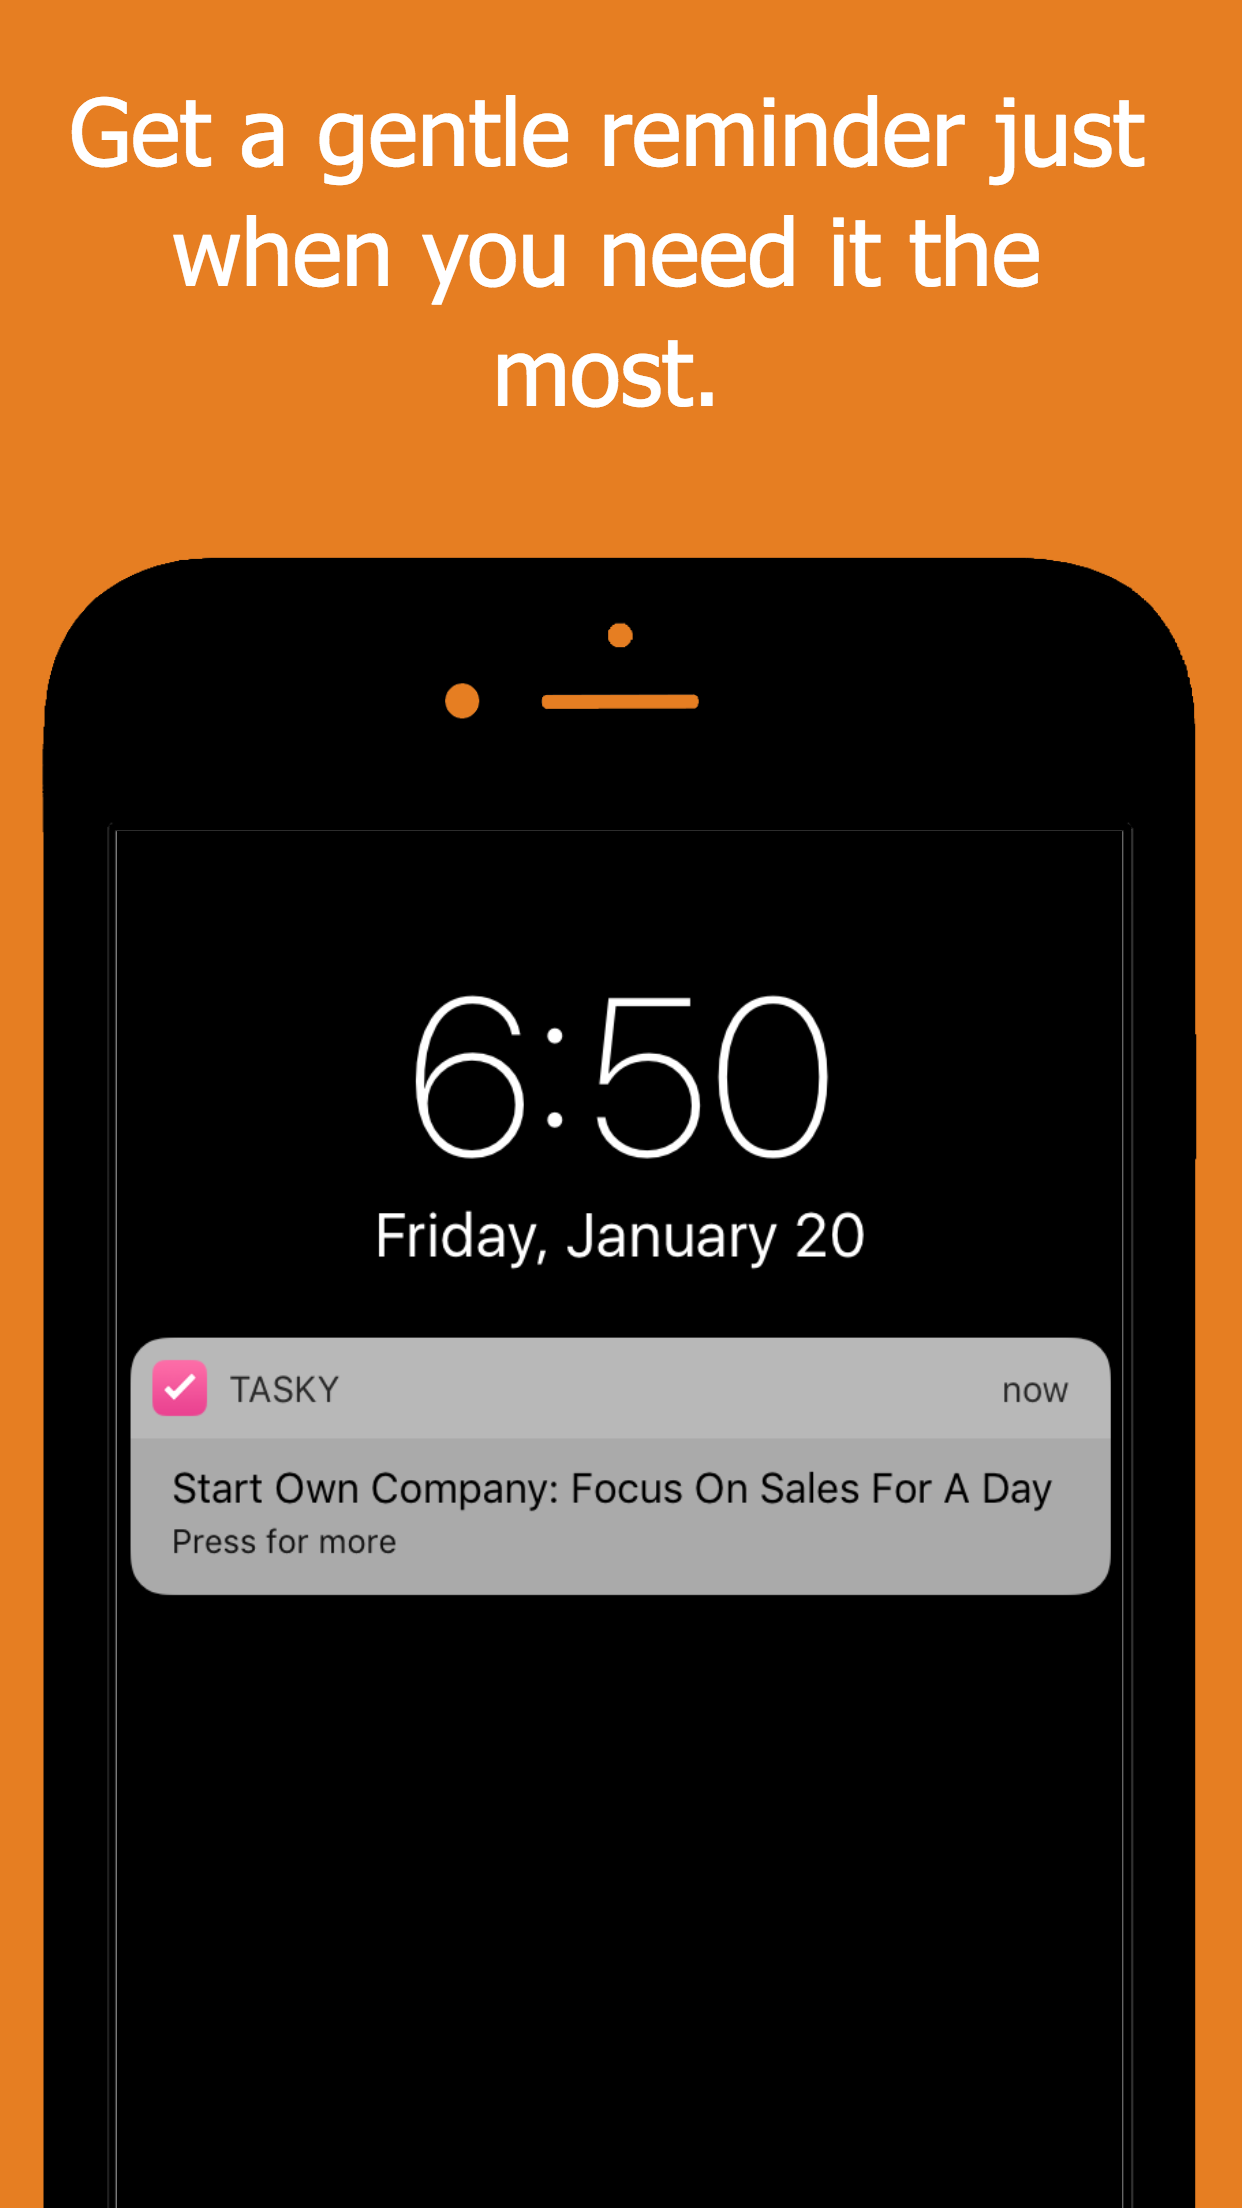 Get a gentle reminder just
when you need it the
most.
6:50
Friday, January 20
TASKY now
Start Own Company: Focus On Sales For A Day
Press for more